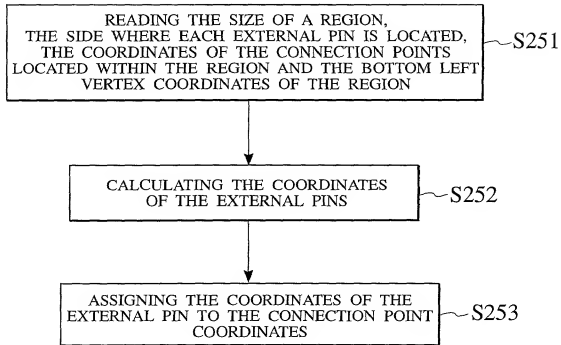 READING THE SIZE OF A REGION,
THE SIDE WHERE EACH EXTERNAL PIN IS LOCATED,
THE COORDINATES OF THE CONNECTION POINTS
LOCATED WITHIN THE REGION AND THE BOTTOM LEFT
VERTEX COORDINATES OF THE REGION
S251
CALCULATING THE COORDINATES
OF THE EXTERNAL PINS
S252
ASSIGNING THE COORDINATES OF THE
EXTERNAL PIN TO THE CONNECTION POINT
COORDINATES
S253